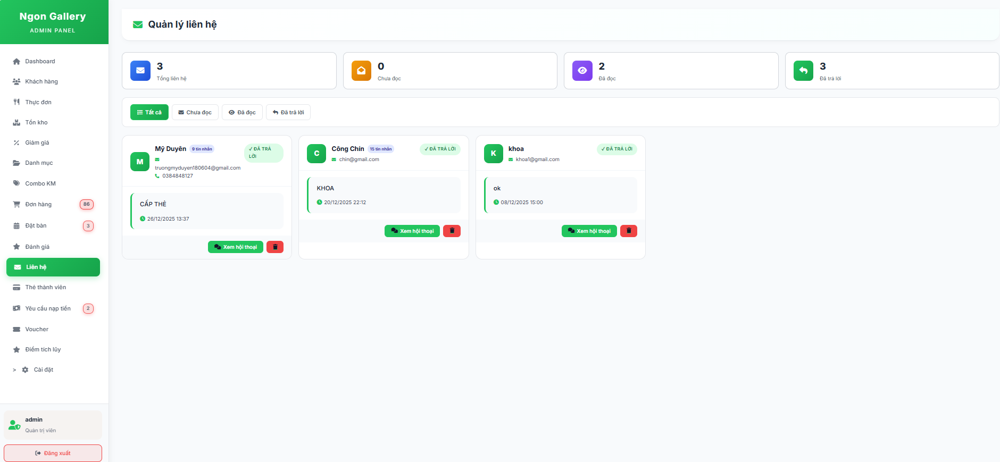 Ngon Gallery
ADMIN PANEL
Dashboard
Khách hàng
Thực đơn
Tồn kho
Giảm giá
Danh mục
Combo KM
Đơn hàng 86
Đặt bàn 3
Đánh giá
Liên hệ
Thẻ thành viên
Yêu cầu nạp tiền 2
Voucher
Điểm tích lũy
> Cài đặt
admin
Quản trị viên
Đăng xuất
Quản lý liên hệ
3
Tổng liên hệ
0
Chưa đọc
2
Đã đọc
3
Đã trả lời
Tất cả Chưa đọc Đã đọc Đã trả lời
M
Mỹ Duyên 9 tin nhắn
✓ ĐÃ TRẢ
LỜI
truongmyduyen180604@gmail.com
0384848127
CẤP THẺ
26/12/2025 13:37
Xem hội thoại
C
Công Chín 15 tin nhắn
✓ ĐÃ TRẢ LỜI
chin@gmail.com
KHOA
20/12/2025 22:12
Xem hội thoại
K
khoa
✓ ĐÃ TRẢ LỜI
khoa1@gmail.com
ok
08/12/2025 15:00
Xem hội thoại